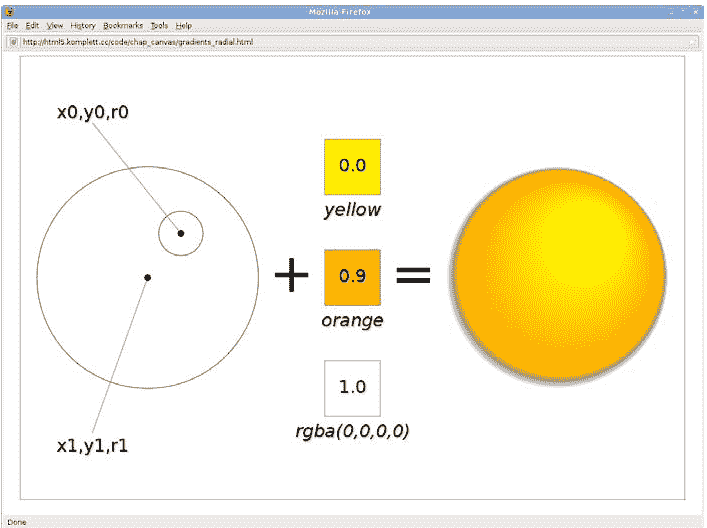 Mozilla Firefox
File Edit View History Bookmarks Tools Help
http://html5.komplett.cc/code/chap_canvas/gradients_radial.html
x0,y0,r0
0.0
yellow
+
0.9
=
orange
1.0
rgba(0,0,0,0)
x1,y1,r1
Done